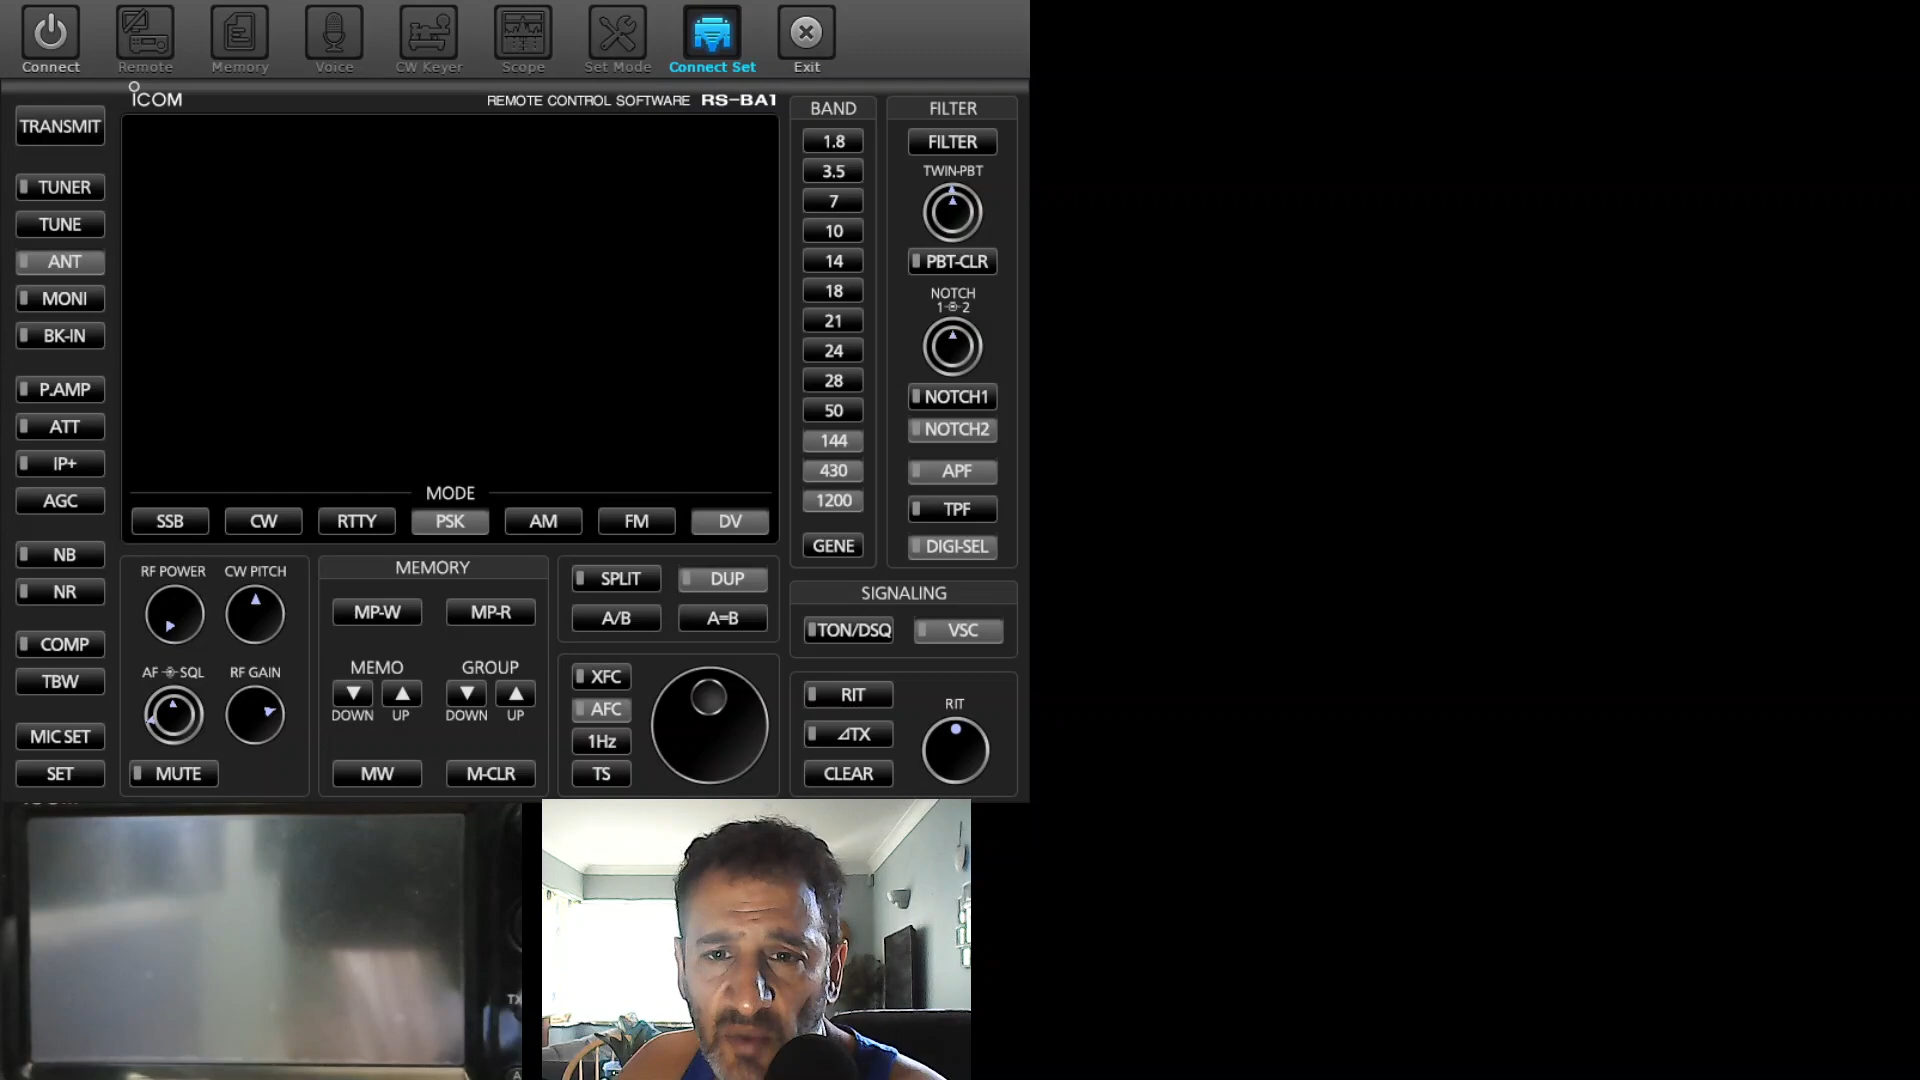 Connect
Remote
Memory
Voice
CW Keyer
Scope
Set Mode
Connect Set
Exit
ICOM
REMOTE CONTROL SOFTWARE RS-BA1
TRANSMIT
TUNER
TUNE
ANT
MONI
BK-IN
P.AMP
ATT
IP+
AGC
NB
NR
COMP
TBW
MIC SET
SET
MODE
SSB
CW
RTTY
PSK
AM
FM
DV
BAND
1.8
3.5
7
10
14
18
21
24
28
50
144
430
1200
GENE
FILTER
FILTER
TWIN-PBT
PBT-CLR
NOTCH
1 2
NOTCH1
NOTCH2
APF
TPF
DIGI-SEL
RF POWER
CW PITCH
AF SQL
RF GAIN
MUTE
MEMORY
MP-W
MP-R
MEMO
GROUP
▼ ▲ ▼ ▲
DOWN UP DOWN UP
MW
M-CLR
SPLIT
DUP
A/B
A=B
XFC
AFC
1Hz
TS
SIGNALING
TON/DSQ
VSC
RIT
⊿TX
CLEAR
RIT
TX